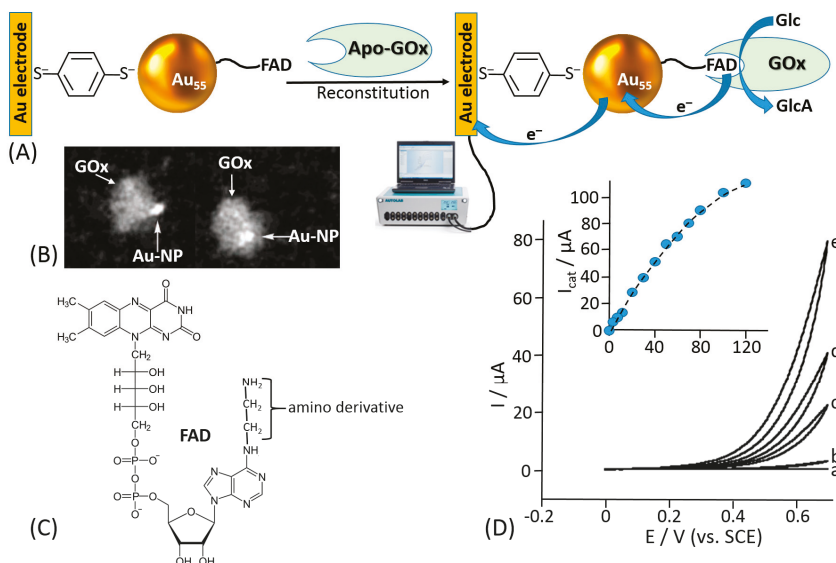 Au electrode
S⁻
S⁻
Au₅₅
FAD
Apo-GOx
Reconstitution
Au electrode
S⁻
S⁻
Au₅₅
FAD
GOx
Glc
GlcA
e⁻
e⁻
(A)
GOx
GOx
Au-NP
Au-NP
(B)
AUTOLAB
H₃C
H₃C
N
N
N
O
NH
O
CH₂
H
OH
H
OH
H
OH
CH₂
O
O
P
O⁻
O
O
P
O
O⁻
FAD
NH₂
CH₂
CH₂
NH
amino derivative
N
N
N
N
O
OH
OH
(C)
I_cat / μA
100
80
60
40
20
0
0
40
80
120
I / μA
80
60
40
20
0
-0.2
0
0.2
0.4
0.6
E / V (vs. SCE)
e
d
c
b
a
(D)